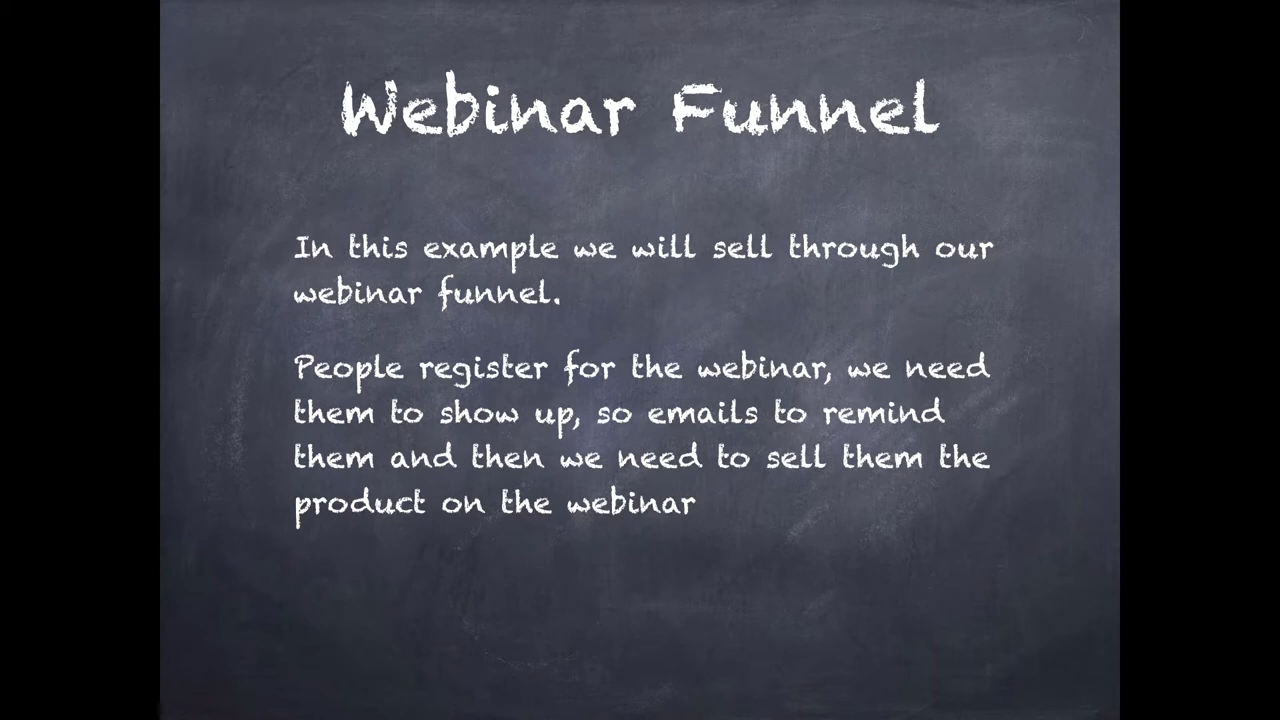 Webinar Funnel
In this example we will sell through our
webinar funnel.
People register for the webinar, we need
them to show up, so emails to remind
them and then we need to sell them the
product on the webinar